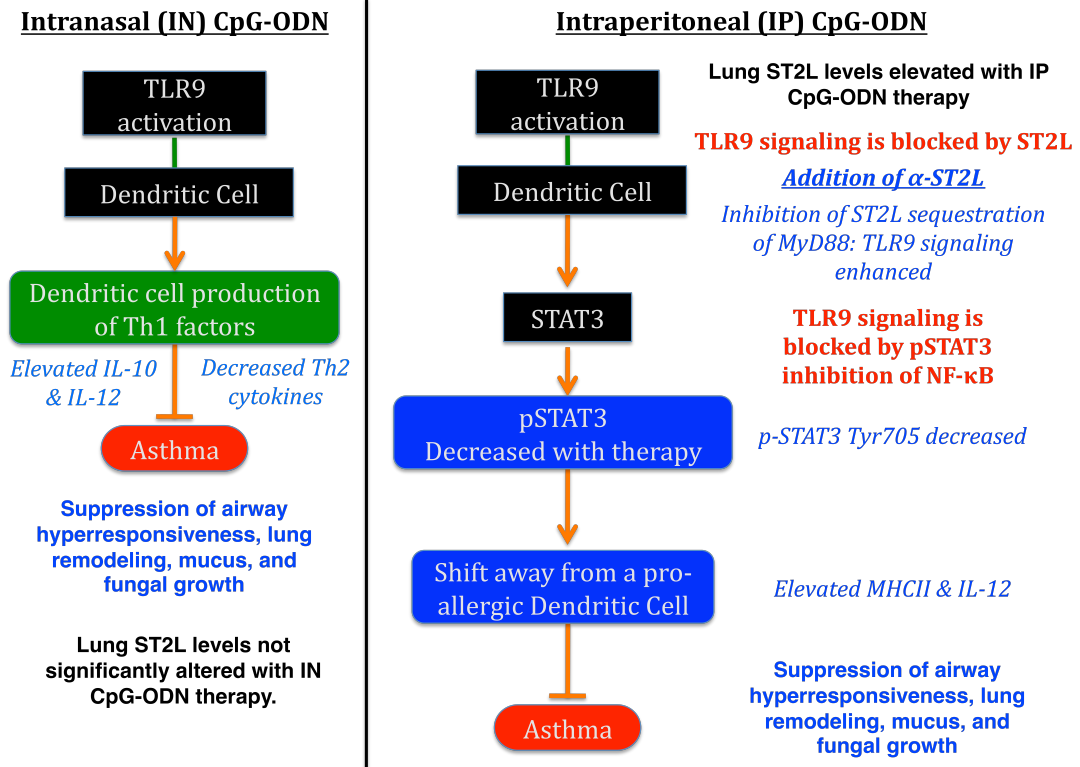 Intranasal (IN) CpG-ODN
TLR9
activation
Dendritic Cell
Dendritic cell production
of Th1 factors
Elevated IL-10
& IL-12
Decreased Th2
cytokines
Asthma
Suppression of airway
hyperresponsiveness, lung
remodeling, mucus, and
fungal growth
Lung ST2L levels not
significantly altered with IN
CpG-ODN therapy.
Intraperitoneal (IP) CpG-ODN
TLR9
activation
Dendritic Cell
STAT3
pSTAT3
Decreased with therapy
Shift away from a pro-
allergic Dendritic Cell
Asthma
Lung ST2L levels elevated with IP
CpG-ODN therapy
TLR9 signaling is blocked by ST2L
Addition of α-ST2L
Inhibition of ST2L sequestration
of MyD88: TLR9 signaling
enhanced
TLR9 signaling is
blocked by pSTAT3
inhibition of NF-κB
p-STAT3 Tyr705 decreased
Elevated MHCII & IL-12
Suppression of airway
hyperresponsiveness, lung
remodeling, mucus, and
fungal growth